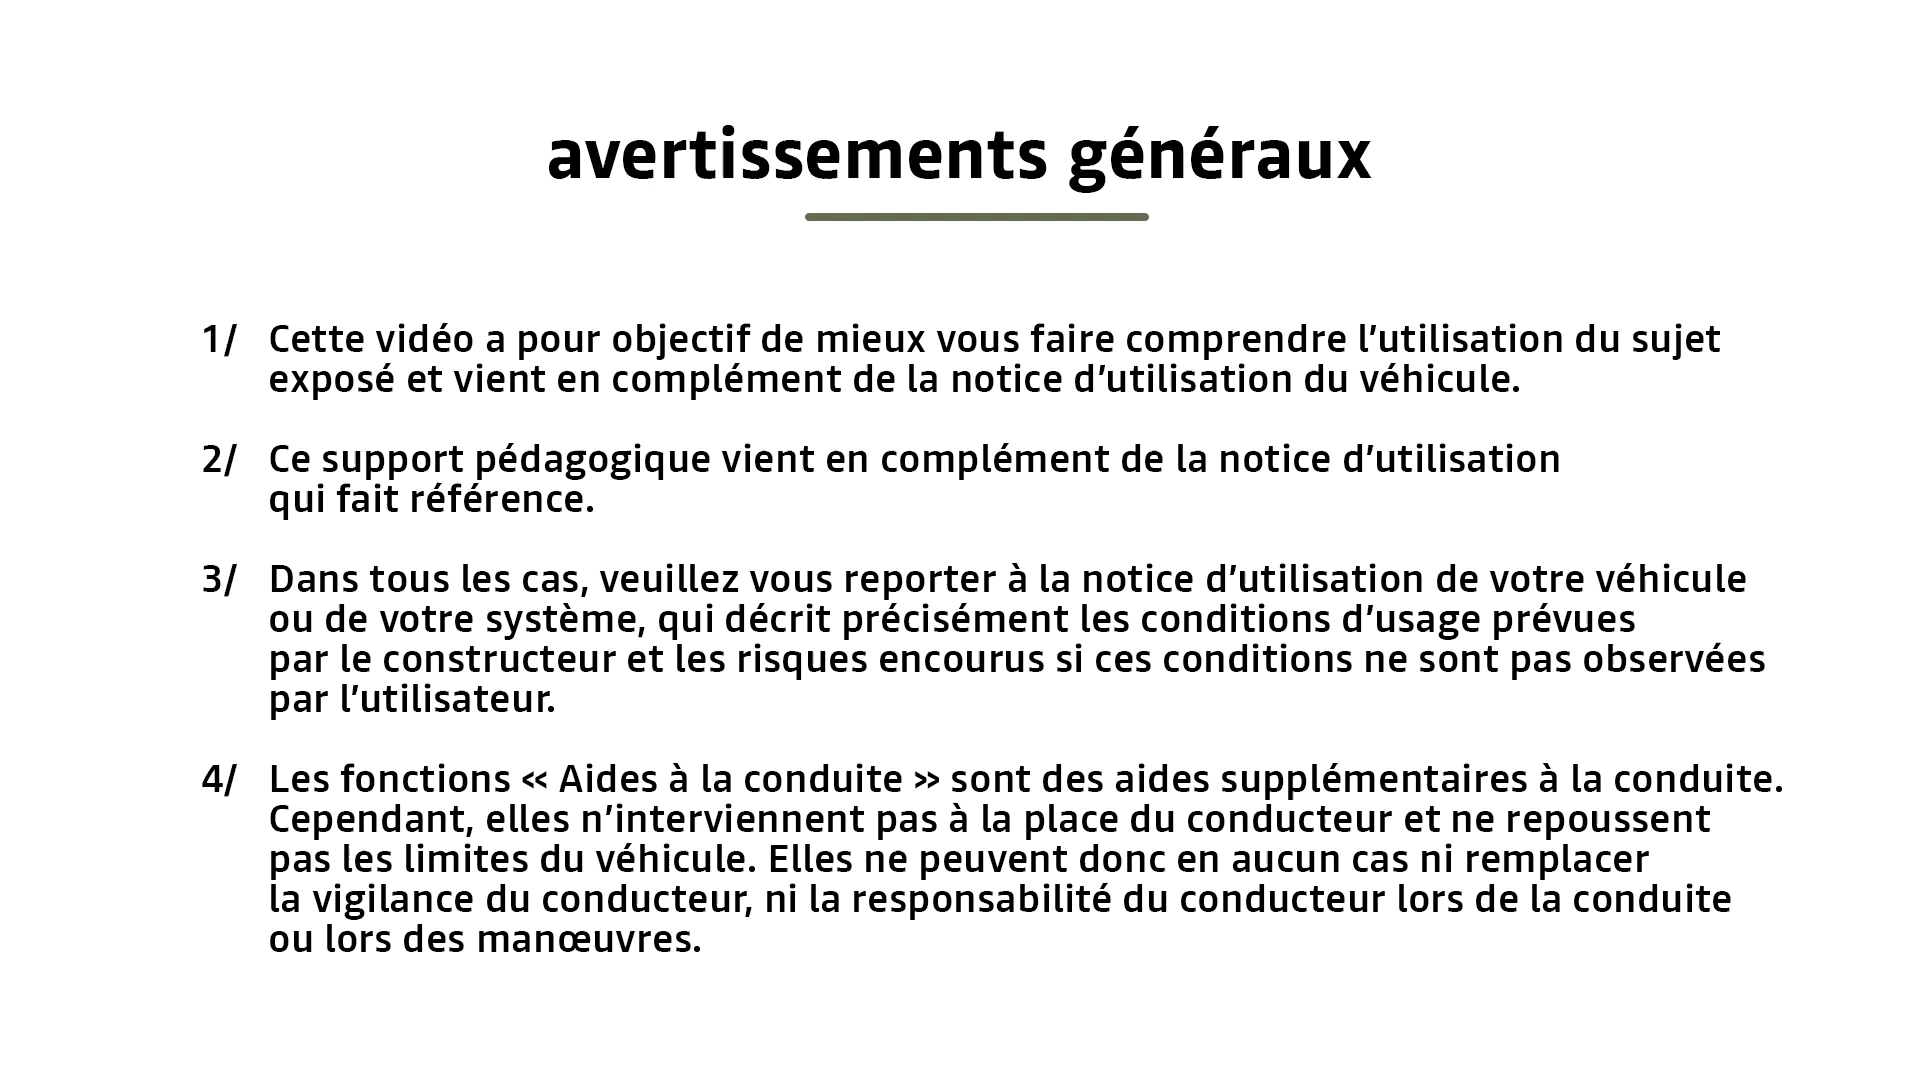 avertissements généraux
1/ Cette vidéo a pour objectif de mieux vous faire comprendre l’utilisation du sujet
exposé et vient en complément de la notice d’utilisation du véhicule.
2/ Ce support pédagogique vient en complément de la notice d’utilisation
qui fait référence.
3/ Dans tous les cas, veuillez vous reporter à la notice d’utilisation de votre véhicule
ou de votre système, qui décrit précisément les conditions d’usage prévues
par le constructeur et les risques encourus si ces conditions ne sont pas observées
par l’utilisateur.
4/ Les fonctions « Aides à la conduite » sont des aides supplémentaires à la conduite.
Cependant, elles n’interviennent pas à la place du conducteur et ne repoussent
pas les limites du véhicule. Elles ne peuvent donc en aucun cas ni remplacer
la vigilance du conducteur, ni la responsabilité du conducteur lors de la conduite
ou lors des manœuvres.